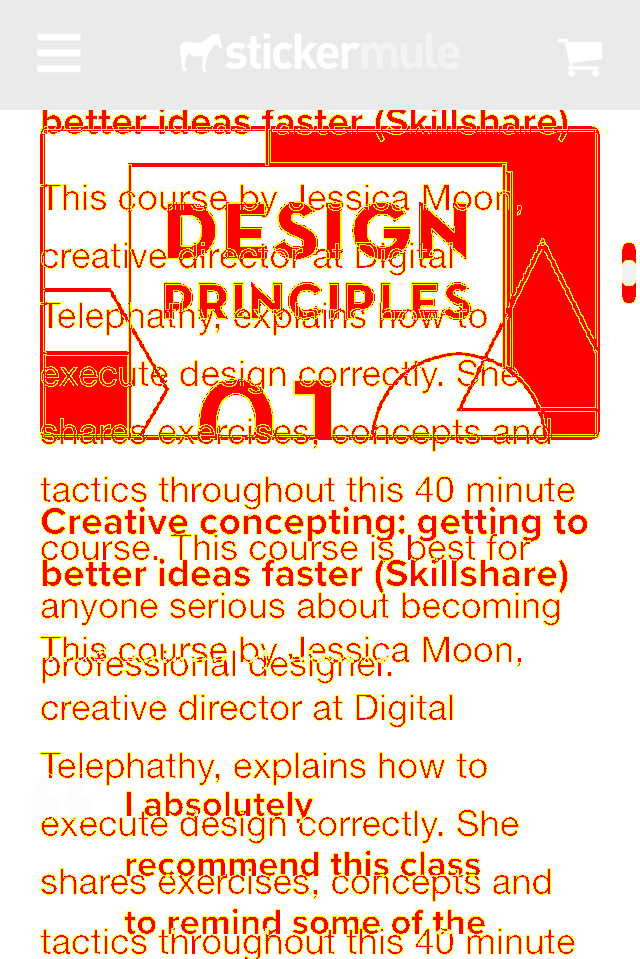 stickermule
better ideas faster (Skillshare)
This course by Jessica Moon,
DESIGN
creative director at Digital
PRINCIPLES
Telephathy, explains how to
execute design correctly. She
01
shares exercises, concepts and
tactics throughout this 40 minute
Creative concepting: getting to
course. This course is best for
better ideas faster (Skillshare)
anyone serious about becoming
This course by Jessica Moon,
professional designer.
creative director at Digital
Telephathy, explains how to
I absolutely
execute design correctly. She
recommend this class
shares exercises, concepts and
to remind some of the
tactics throughout this 40 minute